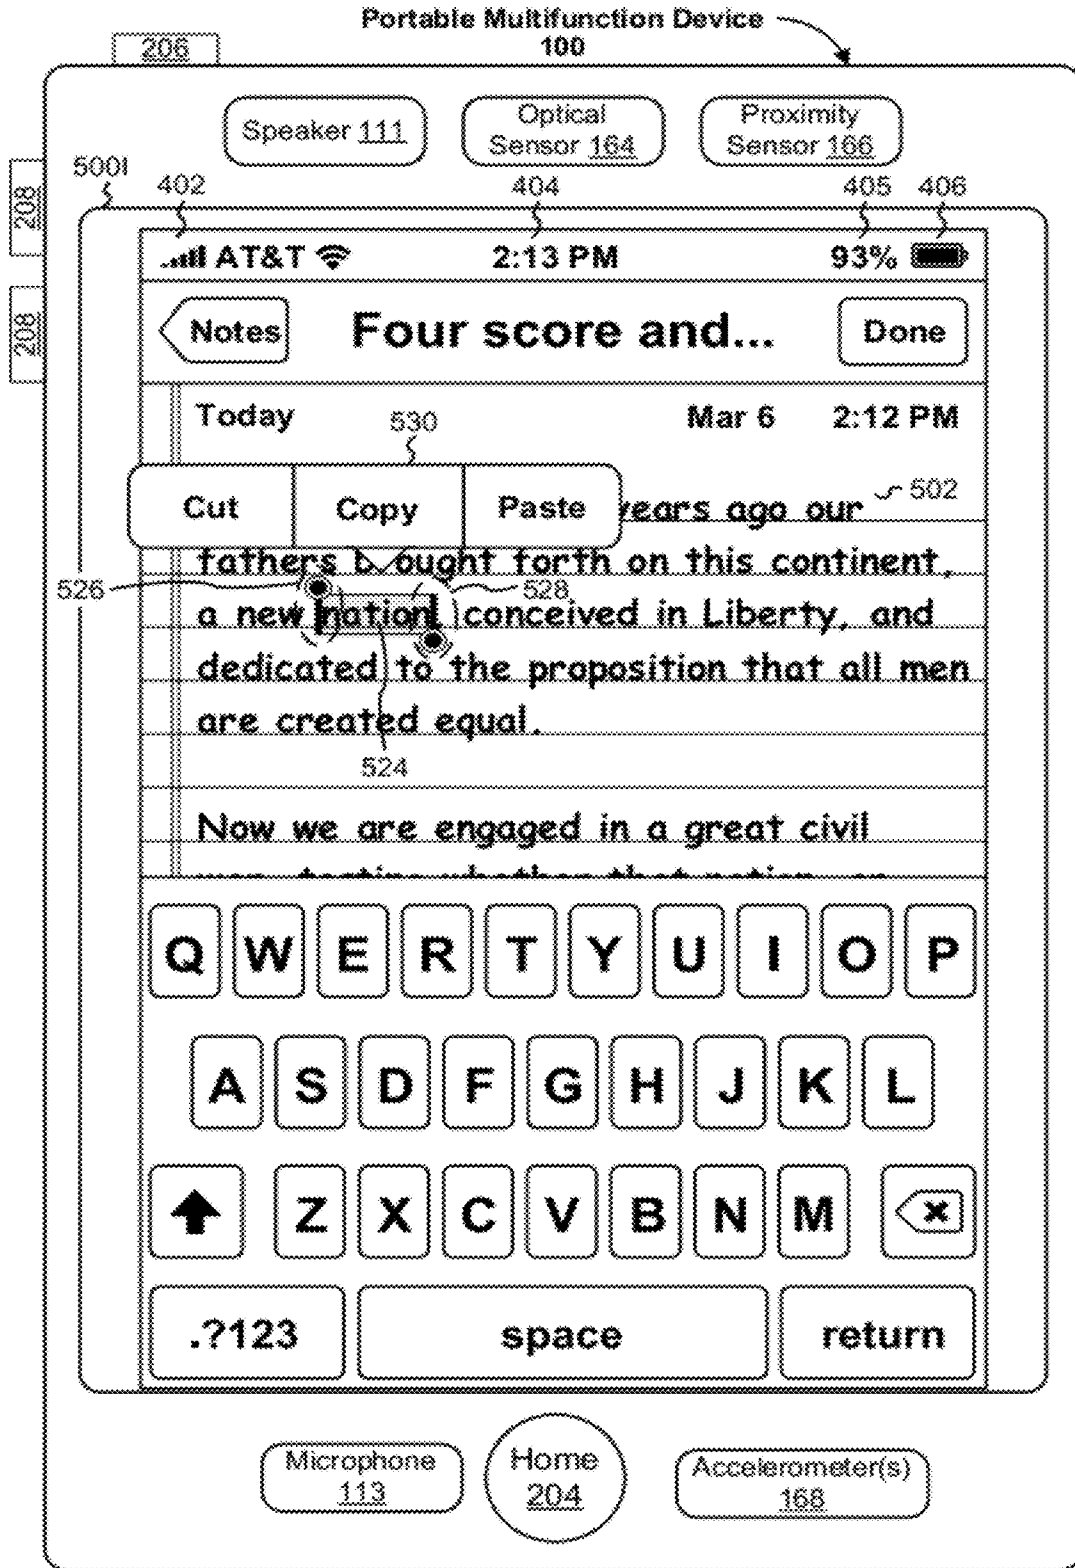 Portable Multifunction Device
100
206
Speaker 111
Optical
Sensor 164
Proximity
Sensor 166
208
208
500I
402
404
405
406
AT&T 2:13 PM 93%
Notes Four score and... Done
Today Mar 6 2:12 PM
530
Cut Copy Paste years ago our
502
fathers b ought forth on this continent,
526
528
a new nation, conceived in Liberty, and
dedicated to the proposition that all men
are created equal.
524
Now we are engaged in a great civil
Q W E R T Y U I O P
A S D F G H J K L
Z X C V B N M
.?123 space return
Microphone
113
Home
204
Accelerometer(s)
168